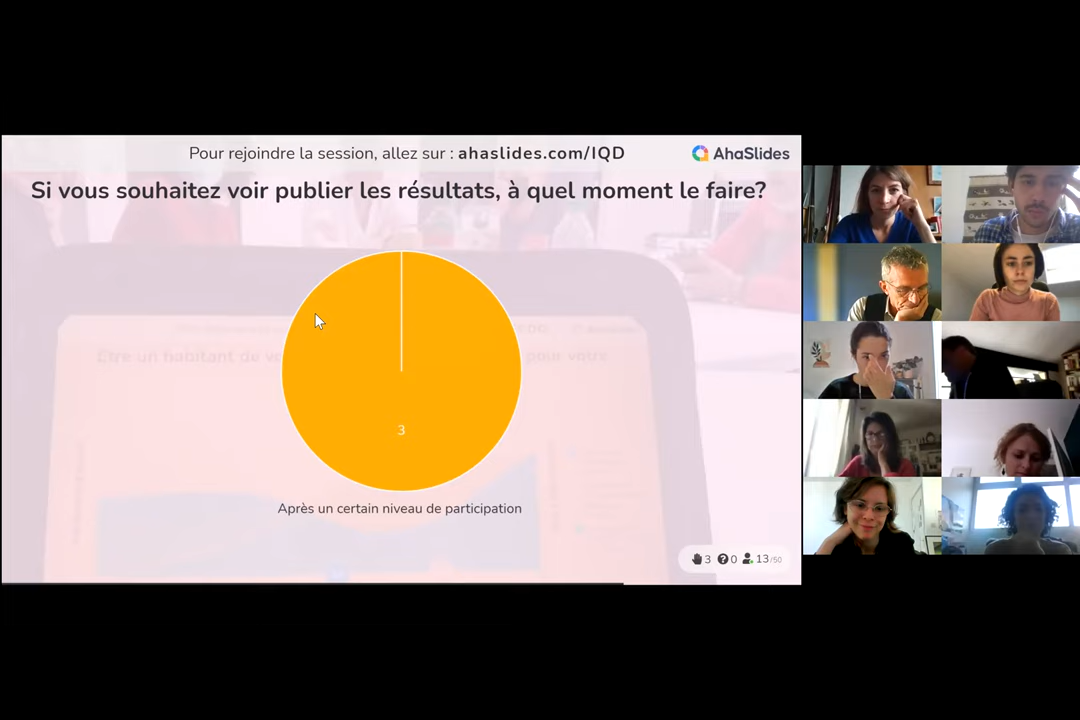 Pour rejoindre la session, allez sur : ahaslides.com/IQD
AhaSlides
Si vous souhaitez voir publier les résultats, à quel moment le faire?
3
Après un certain niveau de participation
3 0 13/50